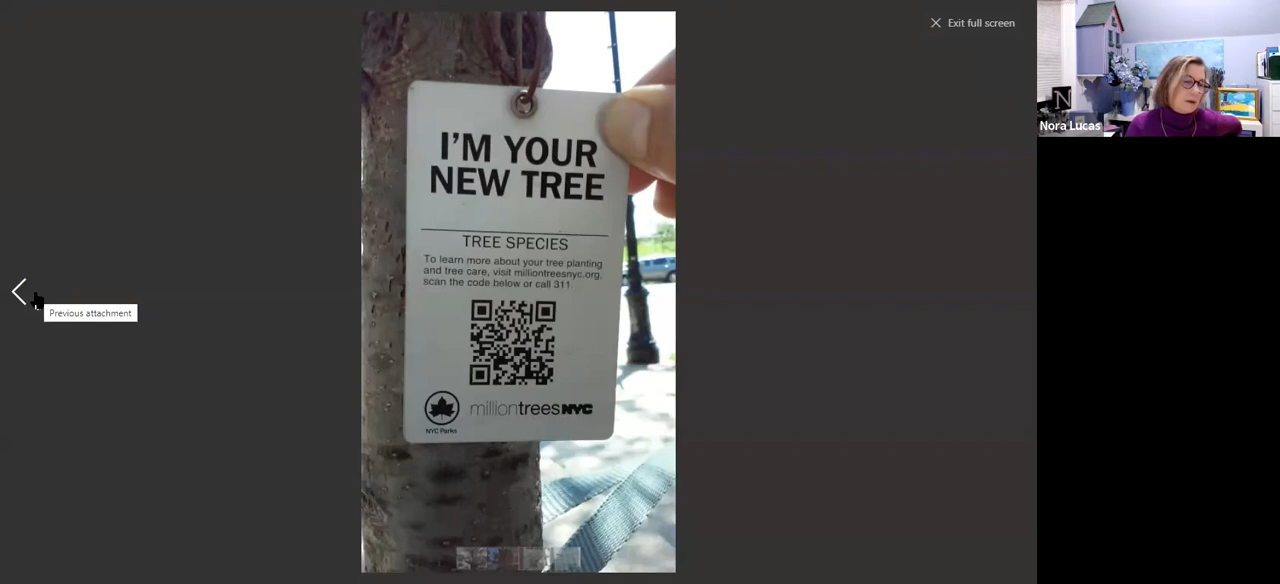 Exit full screen
Nora Lucas
N
I'M YOUR
NEW TREE
TREE SPECIES
To learn more about your tree planting
and tree care, visit milliontreesnyc.org,
scan the code below or call 311.
milliontreesNYC
NYC Parks
Previous attachment